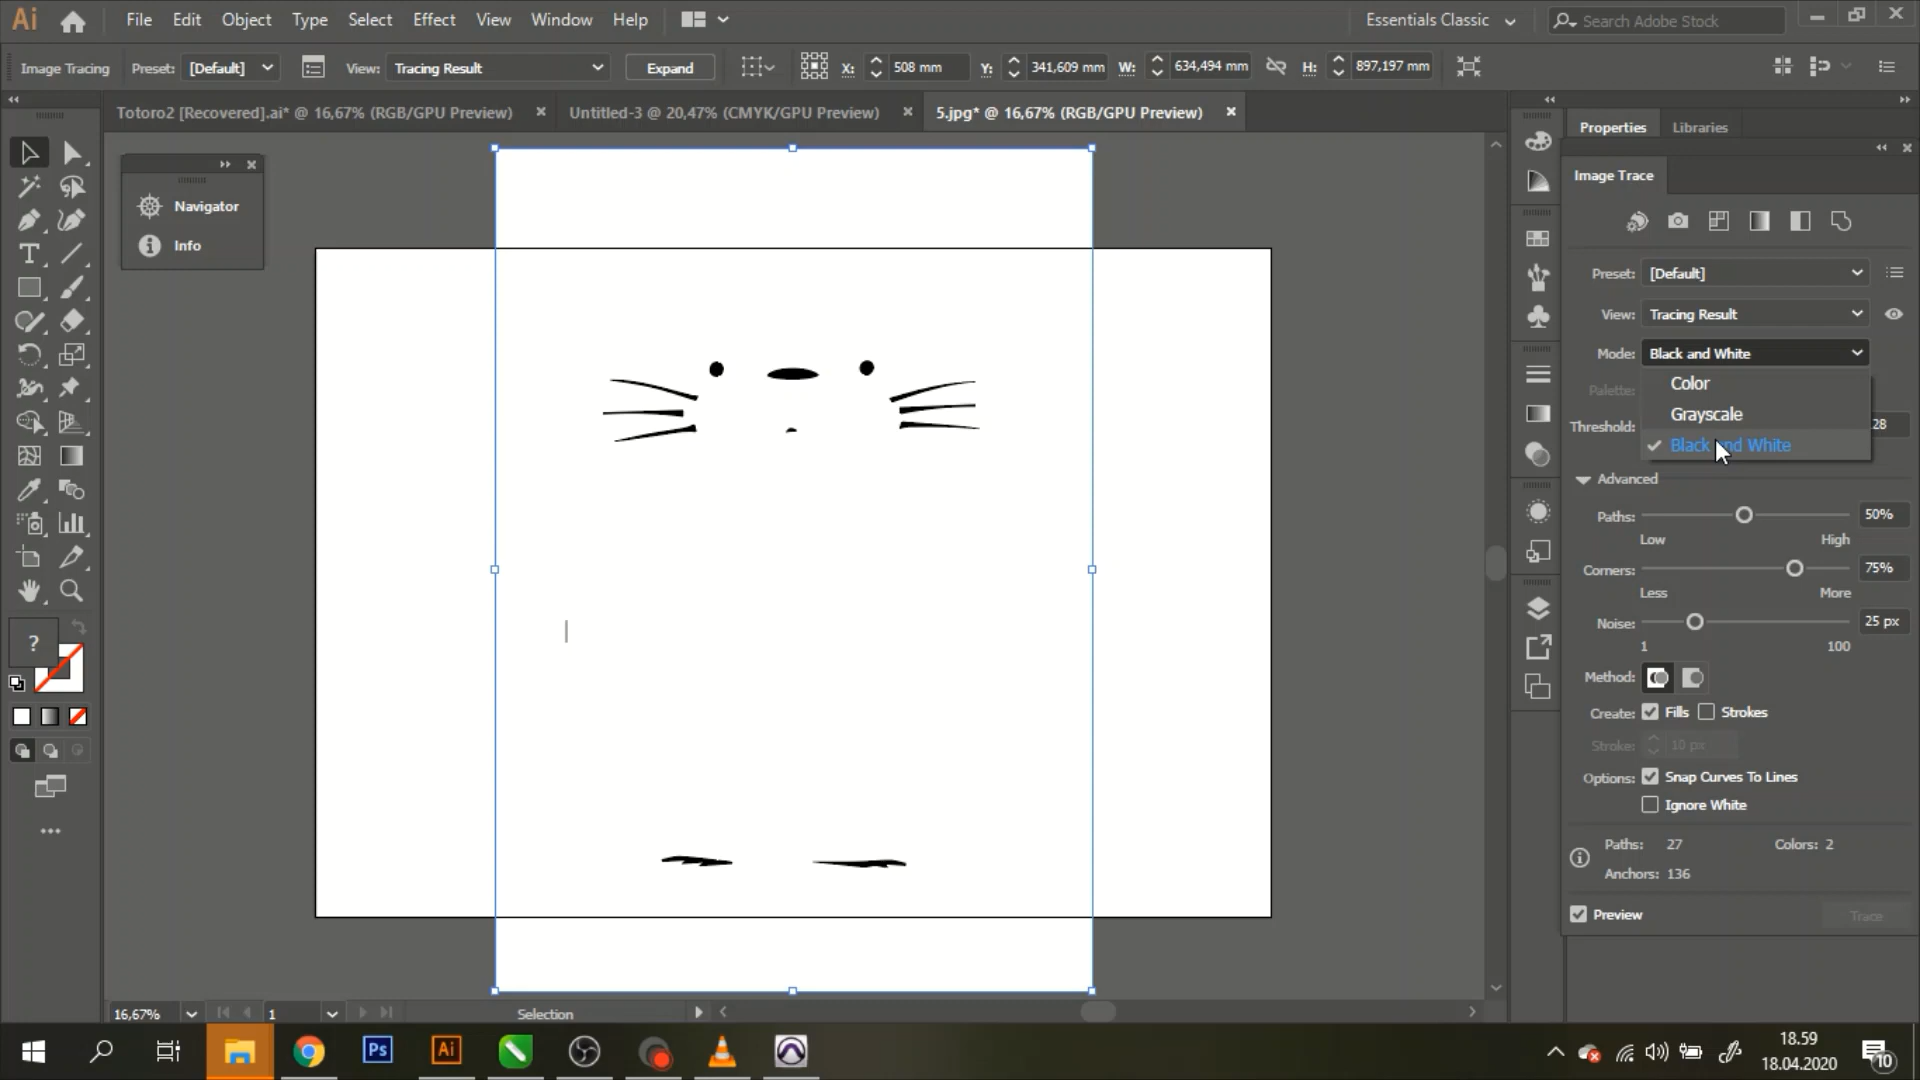 Ai File Edit Object Type Select Effect View Window Help Essentials Classic Search Adobe Stock
Image Tracing Preset: [Default] View: Tracing Result Expand X: 508 mm Y: 341,609 mm W: 634,494 mm H: 897,197 mm
Totoro2 [Recovered].ai* @ 16,67% (RGB/GPU Preview) Untitled-3 @ 20,47% (CMYK/GPU Preview) 5.jpg* @ 16,67% (RGB/GPU Preview)
Properties Libraries
Image Trace
Navigator
Info
Preset: [Default]
View: Tracing Result
Mode: Black and White
Color
Palette:
Grayscale
Threshold: 28
Black and White
Advanced
Paths: 50%
Low High
Corners: 75%
Less More
Noise: 25 px
1 100
Method:
Create: Fills Strokes
Stroke: 10 px
Options: Snap Curves To Lines
Ignore White
Paths: 27 Colors: 2
Anchors: 136
Preview Trace
16,67% 1 Selection
Ps Ai
18.59
18.04.2020
10